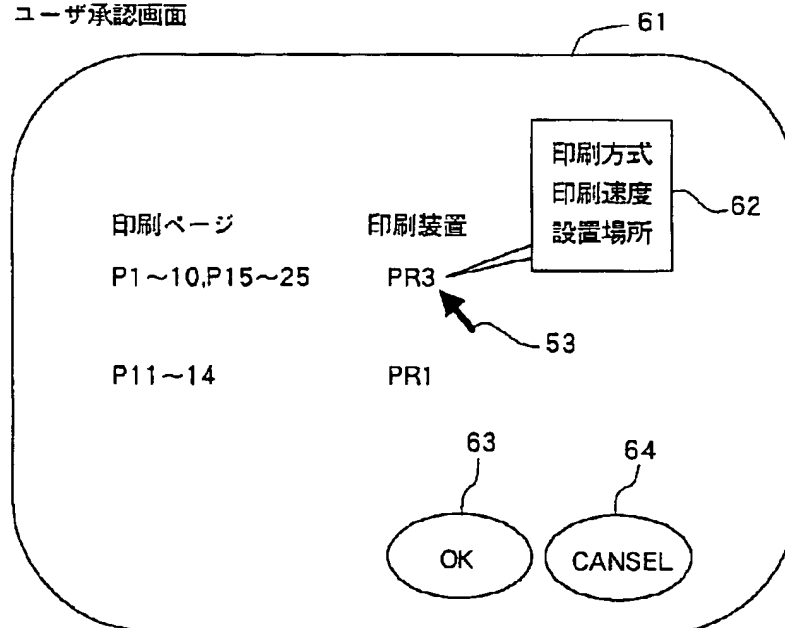 ユーザ承認画面
61
印刷方式
印刷速度
設置場所
62
印刷ページ 印刷装置
P1～10,P15～25 PR3
53
P11～14 PR1
63 64
OK CANSEL